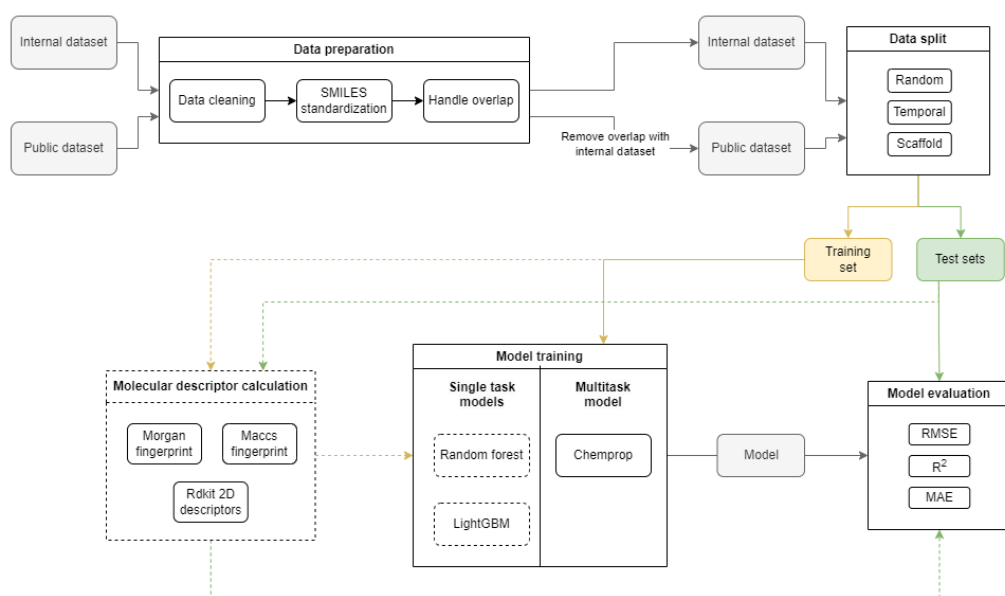 Internal dataset
Public dataset
Data preparation
Data cleaning
SMILES
standardization
Handle overlap
Remove overlap with
internal dataset
Internal dataset
Public dataset
Data split
Random
Temporal
Scaffold
Training
set
Test sets
Molecular descriptor calculation
Morgan
fingerprint
Maccs
fingerprint
Rdkit 2D
descriptors
Model training
Single task
models
Random forest
LightGBM
Multitask
model
Chemprop
Model
Model evaluation
RMSE
R²
MAE